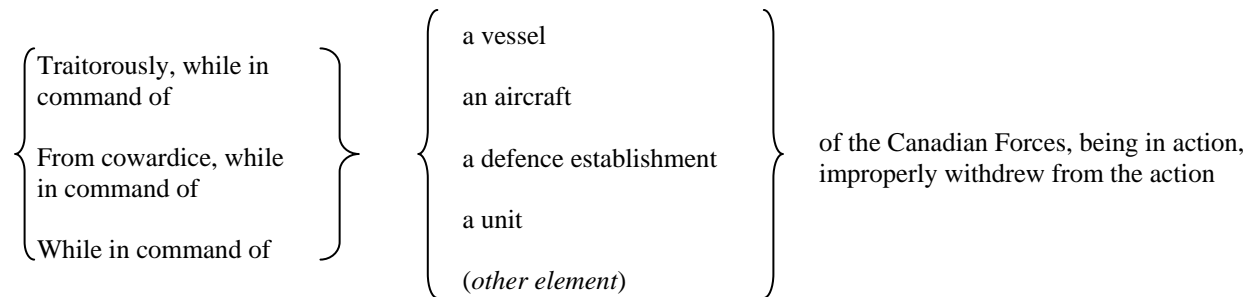 Traitorously, while in
command of
From cowardice, while
in command of
While in command of
a vessel
an aircraft
a defence establishment
a unit
(other element)
of the Canadian Forces, being in action,
improperly withdrew from the action